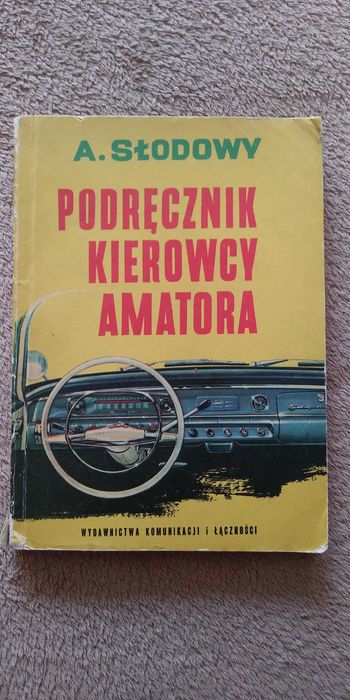 A. SŁODOWY
PODRĘCZNIK
KIEROWCY
AMATORA
WYDAWNICTWA KOMUNIKACJI i ŁĄCZNOŚCI